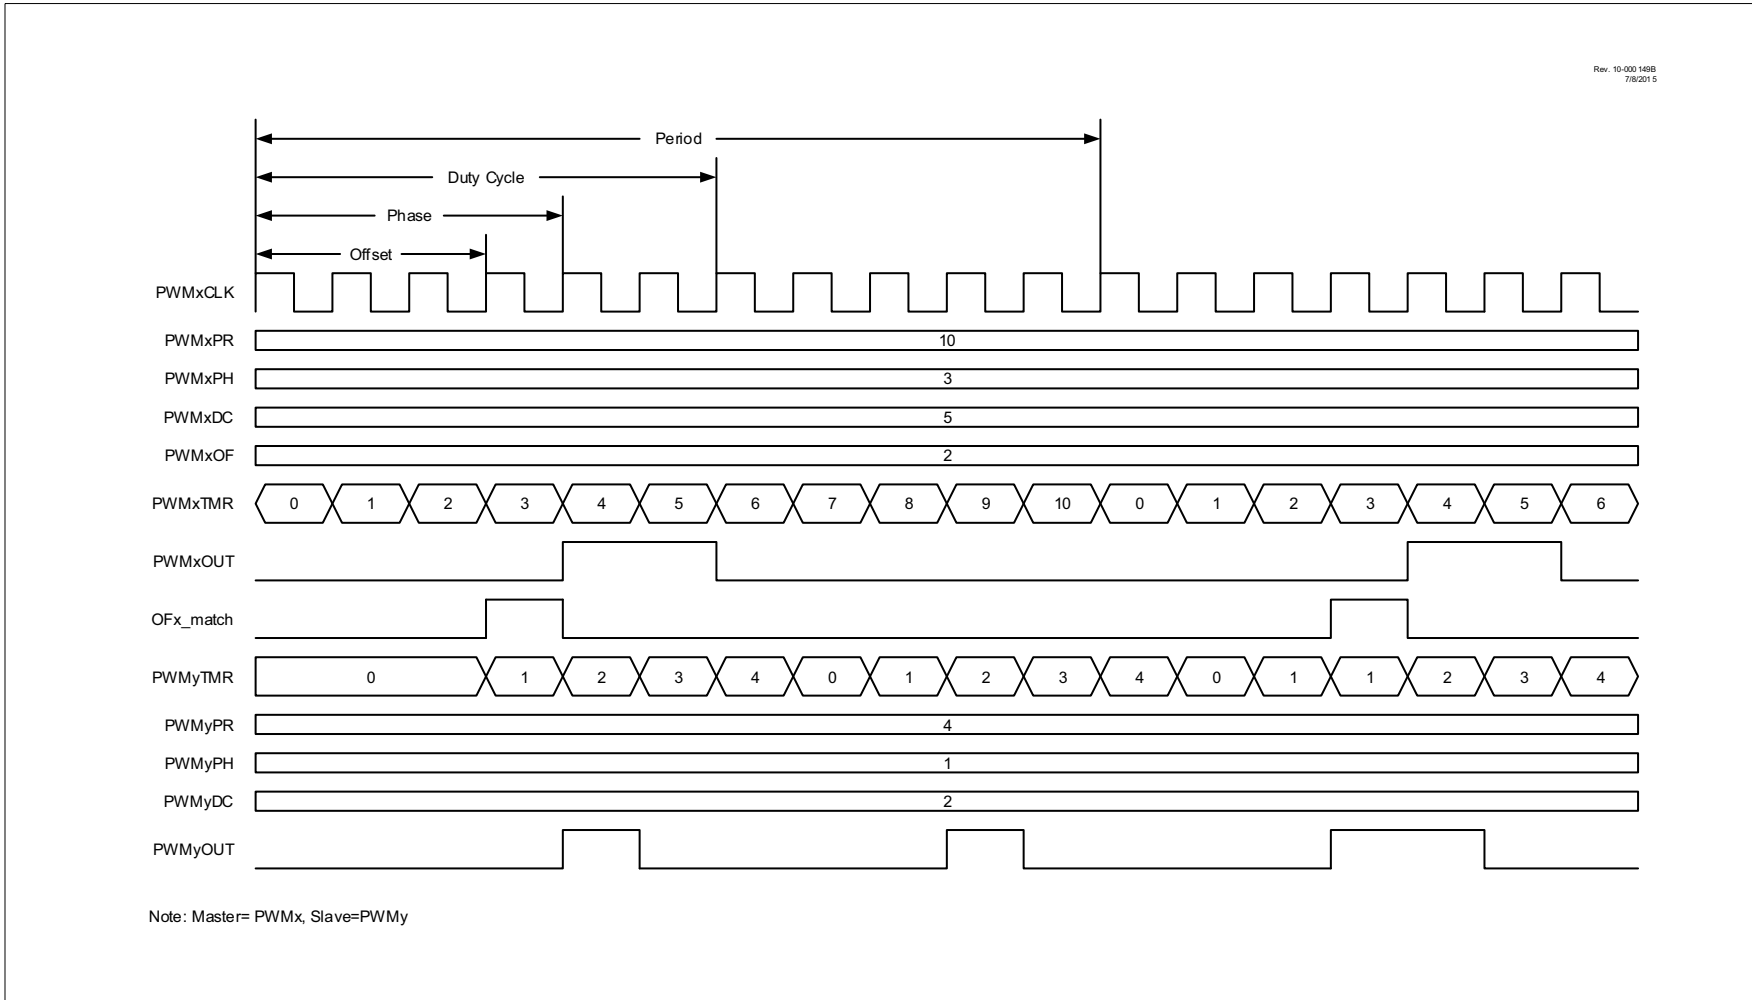 Rev. 10-000 149B
7/8/201 5
Period
Duty Cycle
Phase
Offset
PWMxCLK
PWMxPR 10
PWMxPH 3
PWMxDC 5
PWMxOF 2
PWMxTMR 0 1 2 3 4 5 6 7 8 9 10 0 1 2 3 4 5 6
PWMxOUT
OFx_match
PWMyTMR 0 1 2 3 4 0 1 2 3 4 0 1 1 2 3 4
PWMyPR 4
PWMyPH 1
PWMyDC 2
PWMyOUT
Note: Master= PWMx, Slave=PWMy